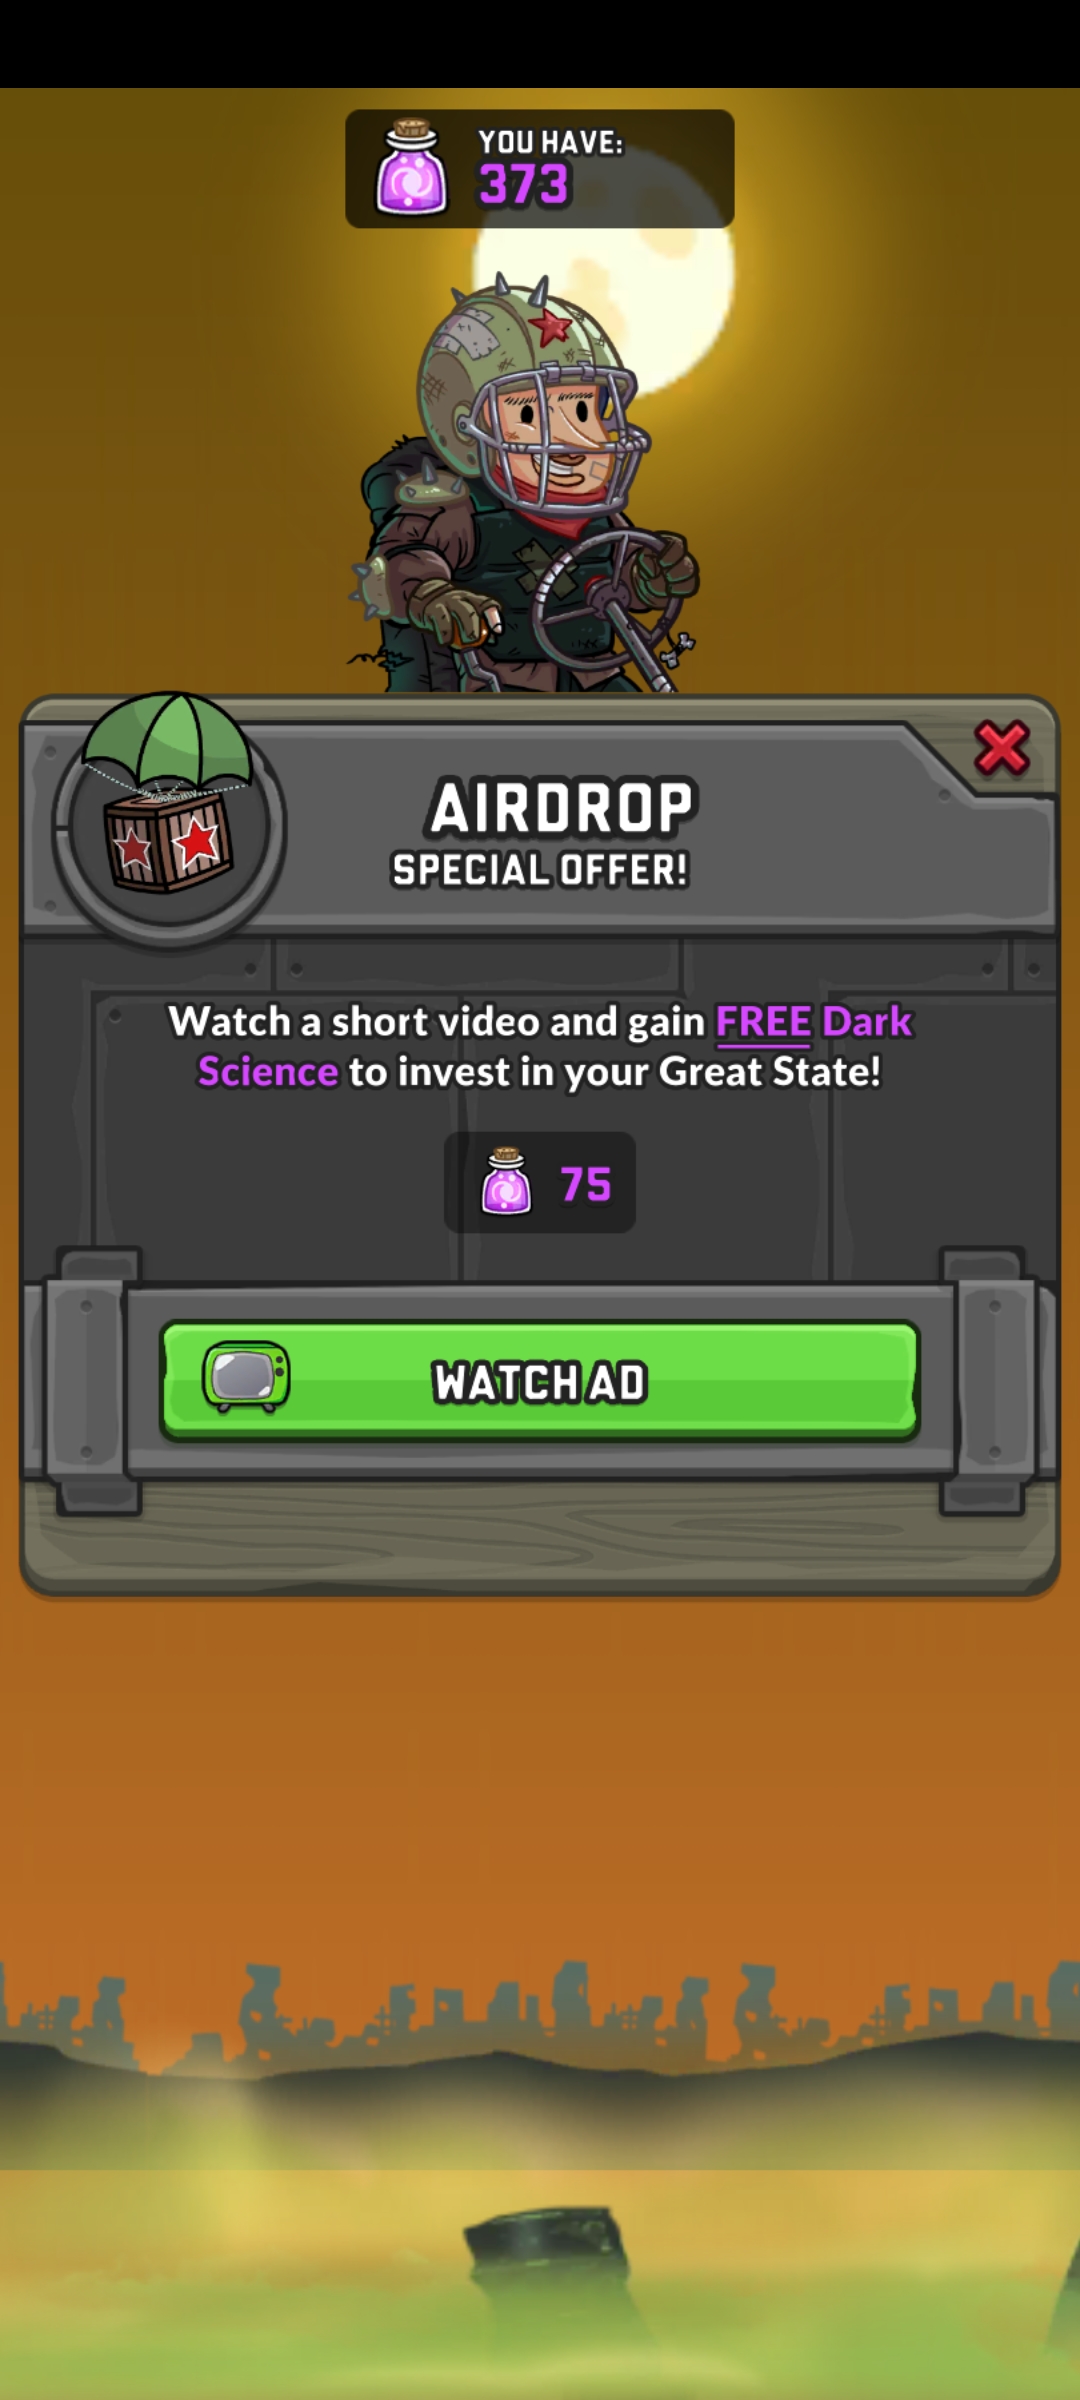 YOU HAVE:
373
AIRDROP
SPECIAL OFFER!
Watch a short video and gain FREE Dark
Science to invest in your Great State!
75
WATCH AD